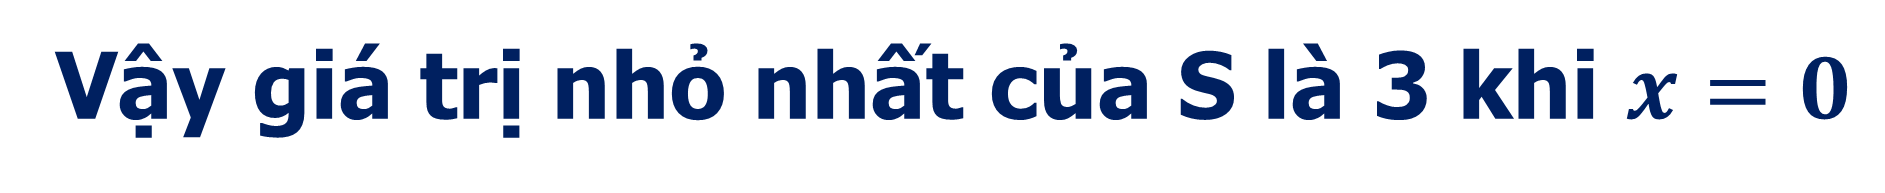 Vậy giá trị nhỏ nhất của S là 3 khi x = 0